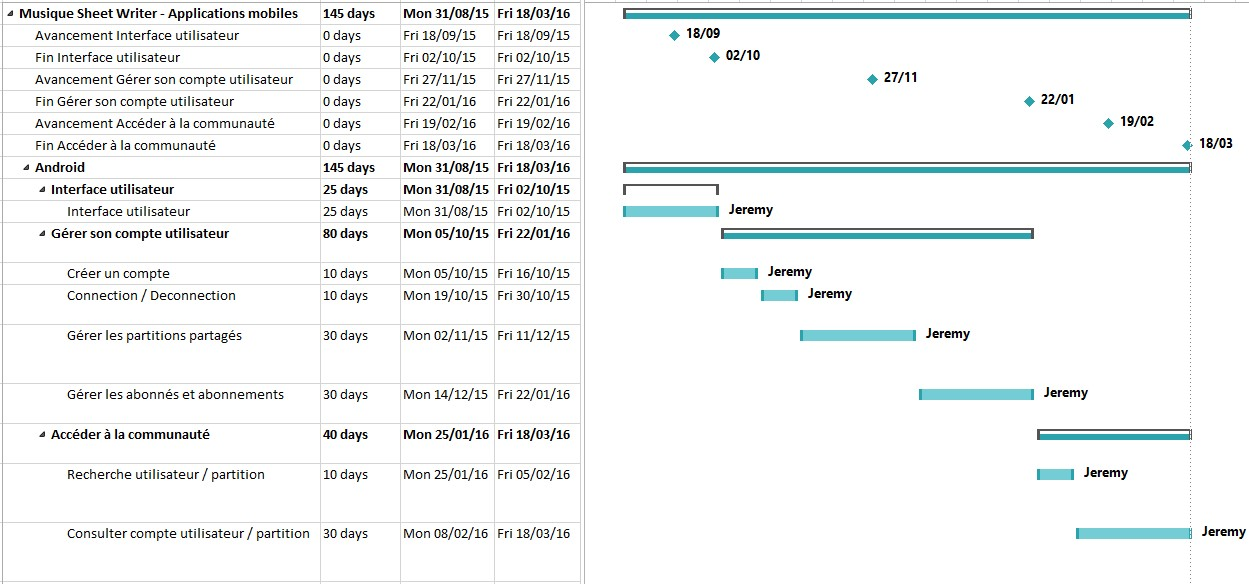 Musique Sheet Writer - Applications mobiles 145 days Mon 31/08/15 Fri 18/03/16
Avancement Interface utilisateur 0 days Fri 18/09/15 Fri 18/09/15 18/09
Fin Interface utilisateur 0 days Fri 02/10/15 Fri 02/10/15 02/10
Avancement Gérer son compte utilisateur 0 days Fri 27/11/15 Fri 27/11/15 27/11
Fin Gérer son compte utilisateur 0 days Fri 22/01/16 Fri 22/01/16 22/01
Avancement Accéder à la communauté 0 days Fri 19/02/16 Fri 19/02/16 19/02
Fin Accéder à la communauté 0 days Fri 18/03/16 Fri 18/03/16 18/03
Android 145 days Mon 31/08/15 Fri 18/03/16
Interface utilisateur 25 days Mon 31/08/15 Fri 02/10/15
Interface utilisateur 25 days Mon 31/08/15 Fri 02/10/15 Jeremy
Gérer son compte utilisateur 80 days Mon 05/10/15 Fri 22/01/16
Créer un compte 10 days Mon 05/10/15 Fri 16/10/15 Jeremy
Connection / Deconnection 10 days Mon 19/10/15 Fri 30/10/15 Jeremy
Gérer les partitions partagés 30 days Mon 02/11/15 Fri 11/12/15 Jeremy
Gérer les abonnés et abonnements 30 days Mon 14/12/15 Fri 22/01/16 Jeremy
Accéder à la communauté 40 days Mon 25/01/16 Fri 18/03/16
Recherche utilisateur / partition 10 days Mon 25/01/16 Fri 05/02/16 Jeremy
Consulter compte utilisateur / partition 30 days Mon 08/02/16 Fri 18/03/16 Jeremy